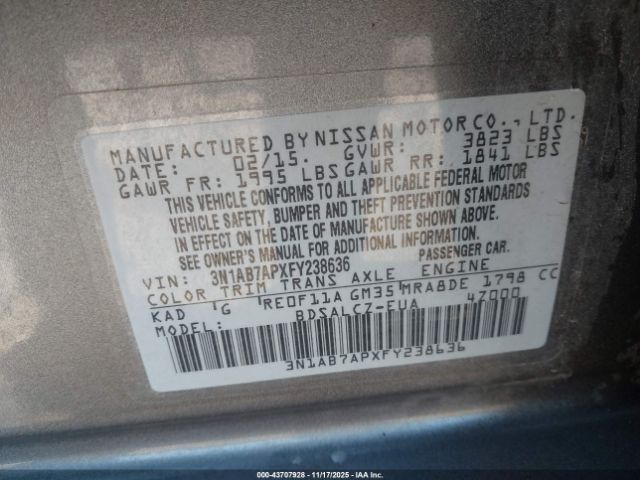 MANUFACTURED BY NISSAN MOTOR CO., LTD.
DATE: 02/15. GVWR: 3823 LBS
GAWR FR: 1995 LBS GAWR RR: 1841 LBS
THIS VEHICLE CONFORMS TO ALL APPLICABLE FEDERAL MOTOR
VEHICLE SAFETY, BUMPER AND THEFT PREVENTION STANDARDS
IN EFFECT ON THE DATE OF MANUFACTURE SHOWN ABOVE.
SEE OWNER'S MANUAL FOR ADDITIONAL INFORMATION.
VIN: 3N1AB7APXFY238636 PASSENGER CAR.
COLOR TRIM TRANS AXLE ENGINE
KAD G RE0F11A GM35 MRA8DE 1798 CC
MODEL: BDSALCZ-EUA 47000
3N1AB7APXFY238636
000-43707928 - 11/17/2025 - IAA Inc.